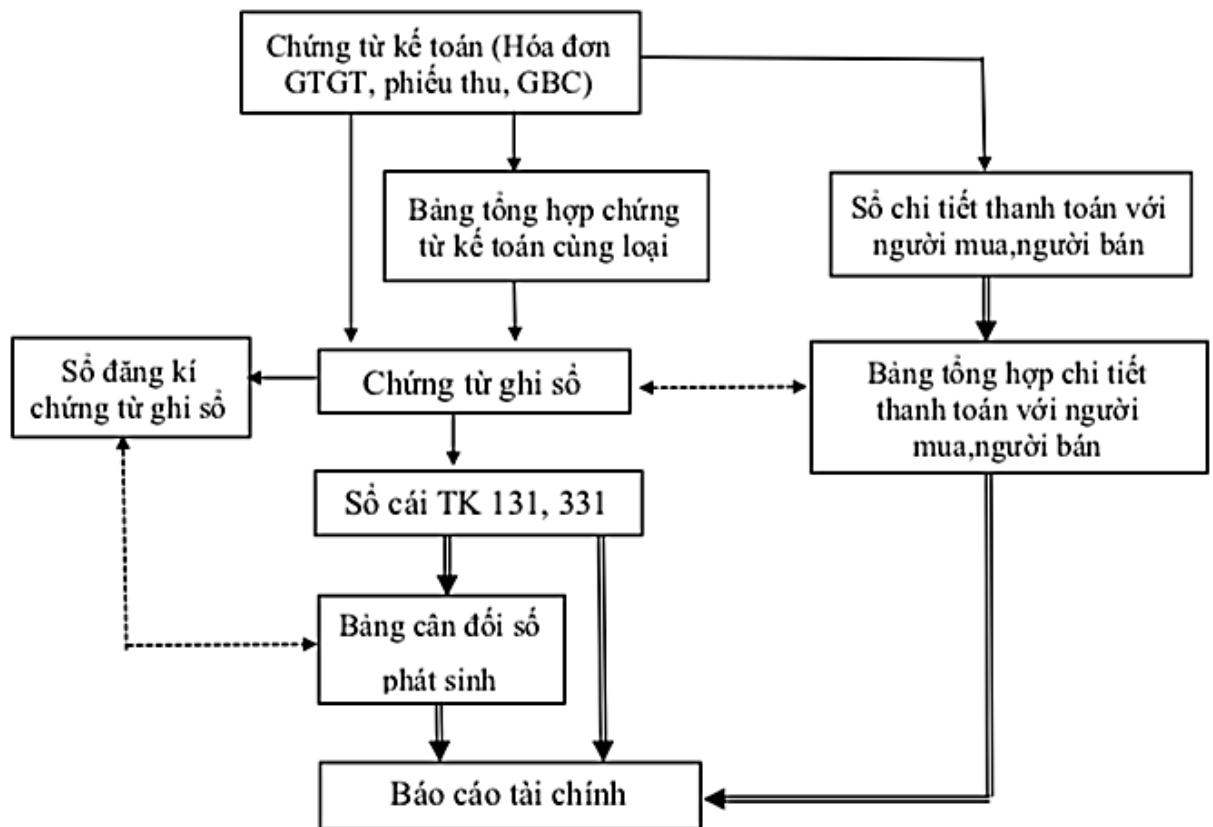 Chứng từ kế toán (Hóa đơn
GTGT, phiếu thu, GBC)
Bảng tổng hợp chứng
từ kế toán cùng loại
Sổ chi tiết thanh toán với
người mua,người bán
Sổ đăng kí
chứng từ ghi sổ
Chứng từ ghi sổ
Bảng tổng hợp chi tiết
thanh toán với người
mua,người bán
Sổ cái TK 131, 331
Bảng cân đối số
phát sinh
Báo cáo tài chính